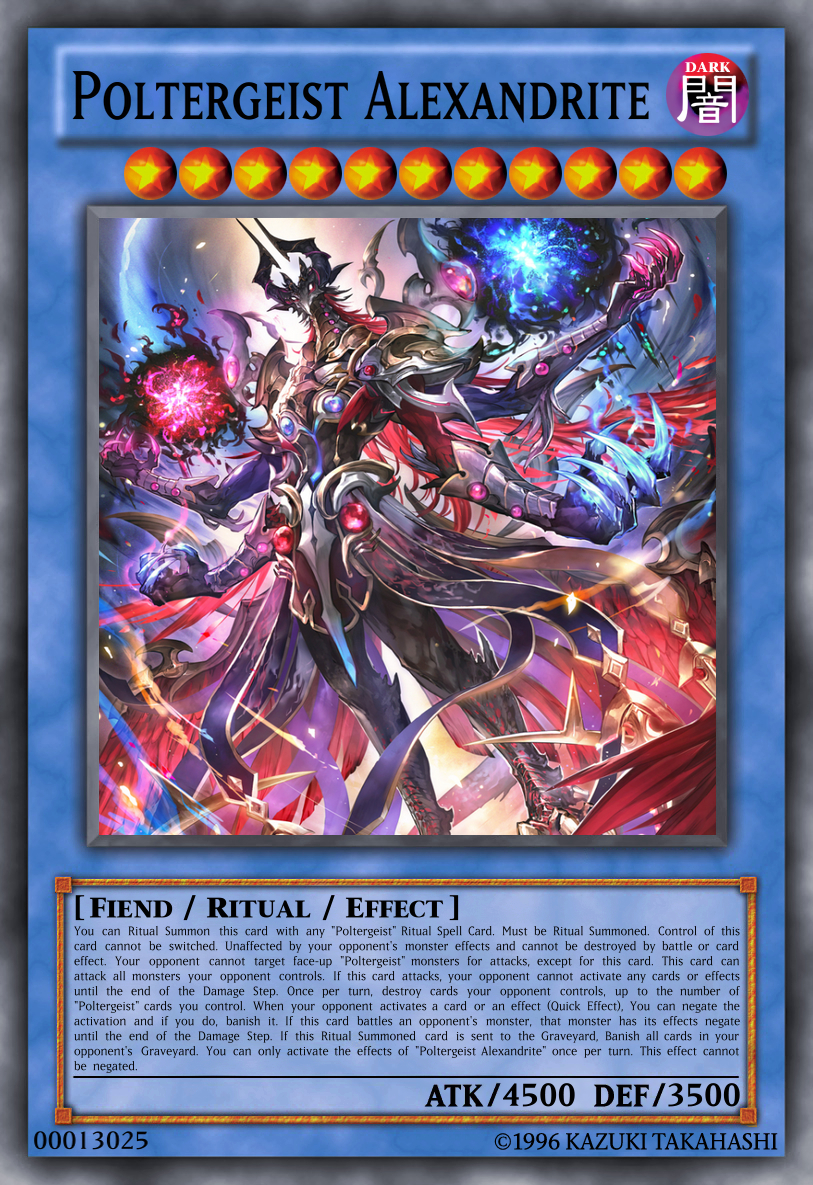 POLTERGEIST ALEXANDRITE
DARK
闇
[ FIEND / RITUAL / EFFECT ]
You can Ritual Summon this card with any "Poltergeist" Ritual Spell Card. Must be Ritual Summoned. Control of this
card cannot be switched. Unaffected by your opponent's monster effects and cannot be destroyed by battle or card
effect. Your opponent cannot target face-up "Poltergeist" monsters for attacks, except for this card. This card can
attack all monsters your opponent controls. If this card attacks, your opponent cannot activate any cards or effects
until the end of the Damage Step. Once per turn, destroy cards your opponent controls, up to the number of
"Poltergeist" cards you control. When your opponent activates a card or an effect (Quick Effect), You can negate the
activation and if you do, banish it. If this card battles an opponent's monster, that monster has its effects negate
until the end of the Damage Step. If this Ritual Summoned card is sent to the Graveyard, Banish all cards in your
opponent's Graveyard. You can only activate the effects of "Poltergeist Alexandrite" once per turn. This effect cannot
be negated.
ATK/4500 DEF/3500
00013025
©1996 KAZUKI TAKAHASHI